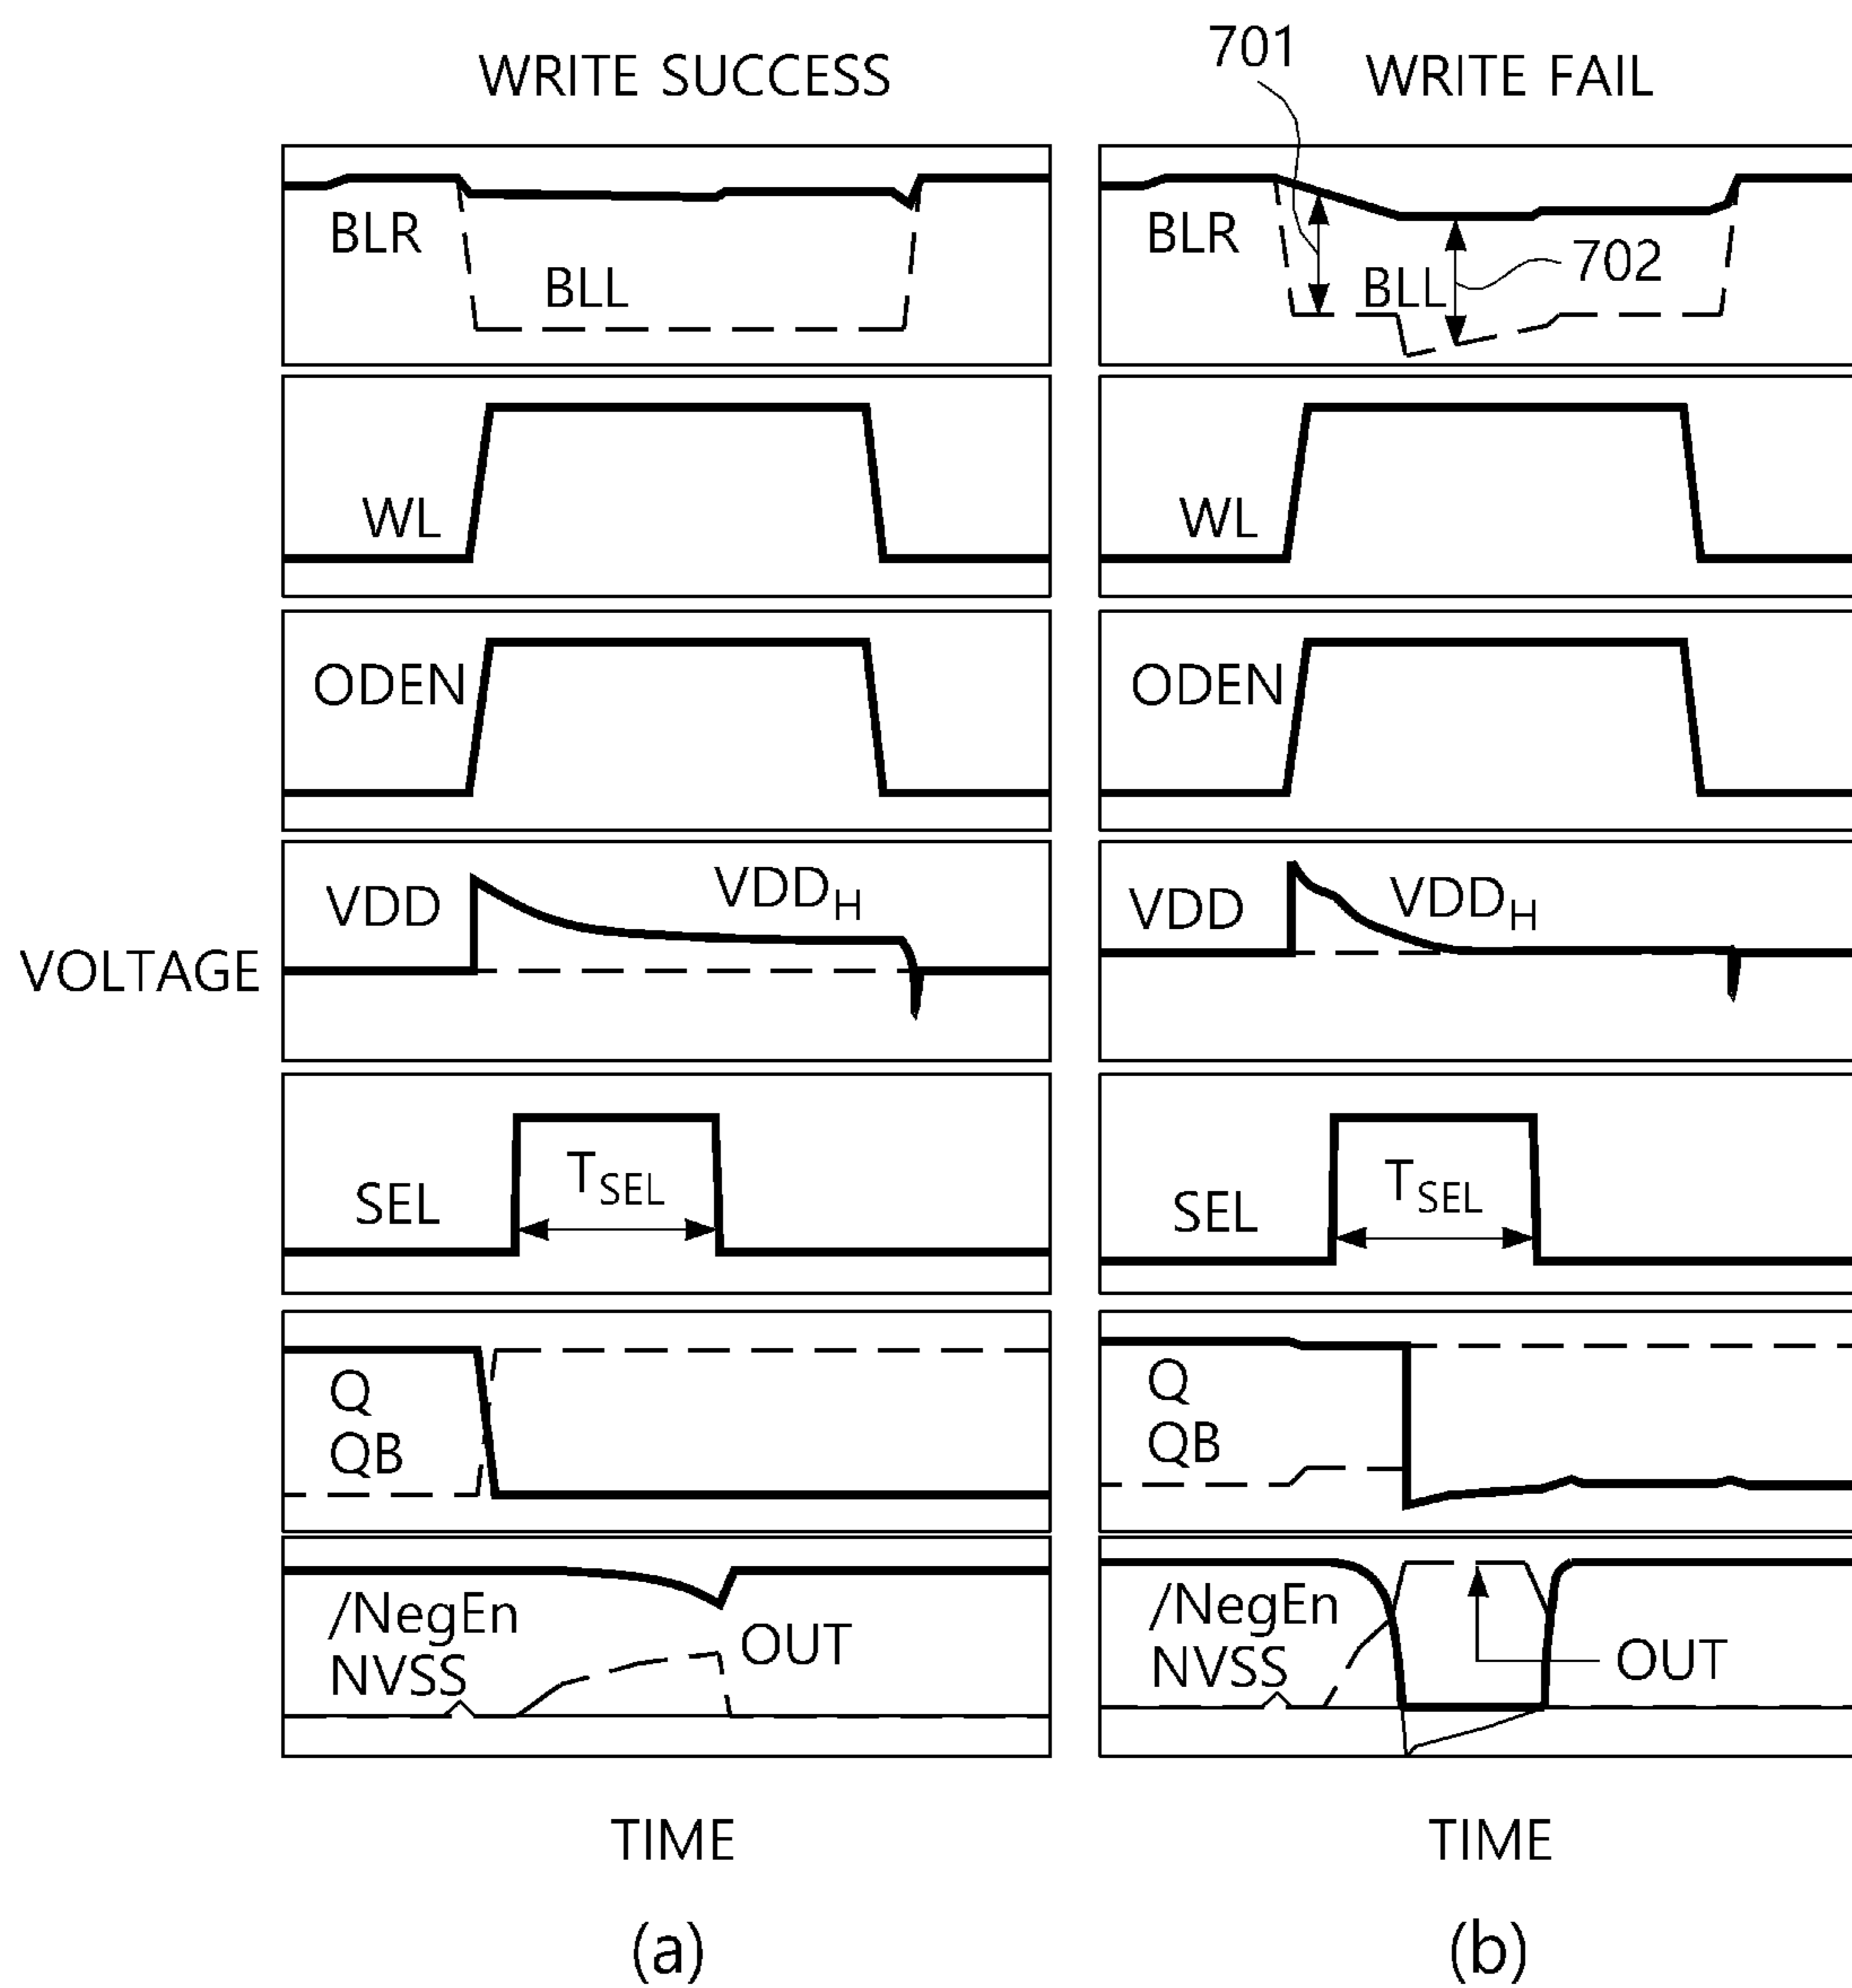 701
WRITE SUCCESS
WRITE FAIL
BLR
BLL
BLR
BLL
702
WL
WL
ODEN
ODEN
VDD
VDDH
VDD
VDDH
VOLTAGE
SEL
TSEL
SEL
TSEL
Q
QB
Q
QB
/NegEn
NVSS
OUT
/NegEn
NVSS
OUT
TIME
TIME
(a)
(b)